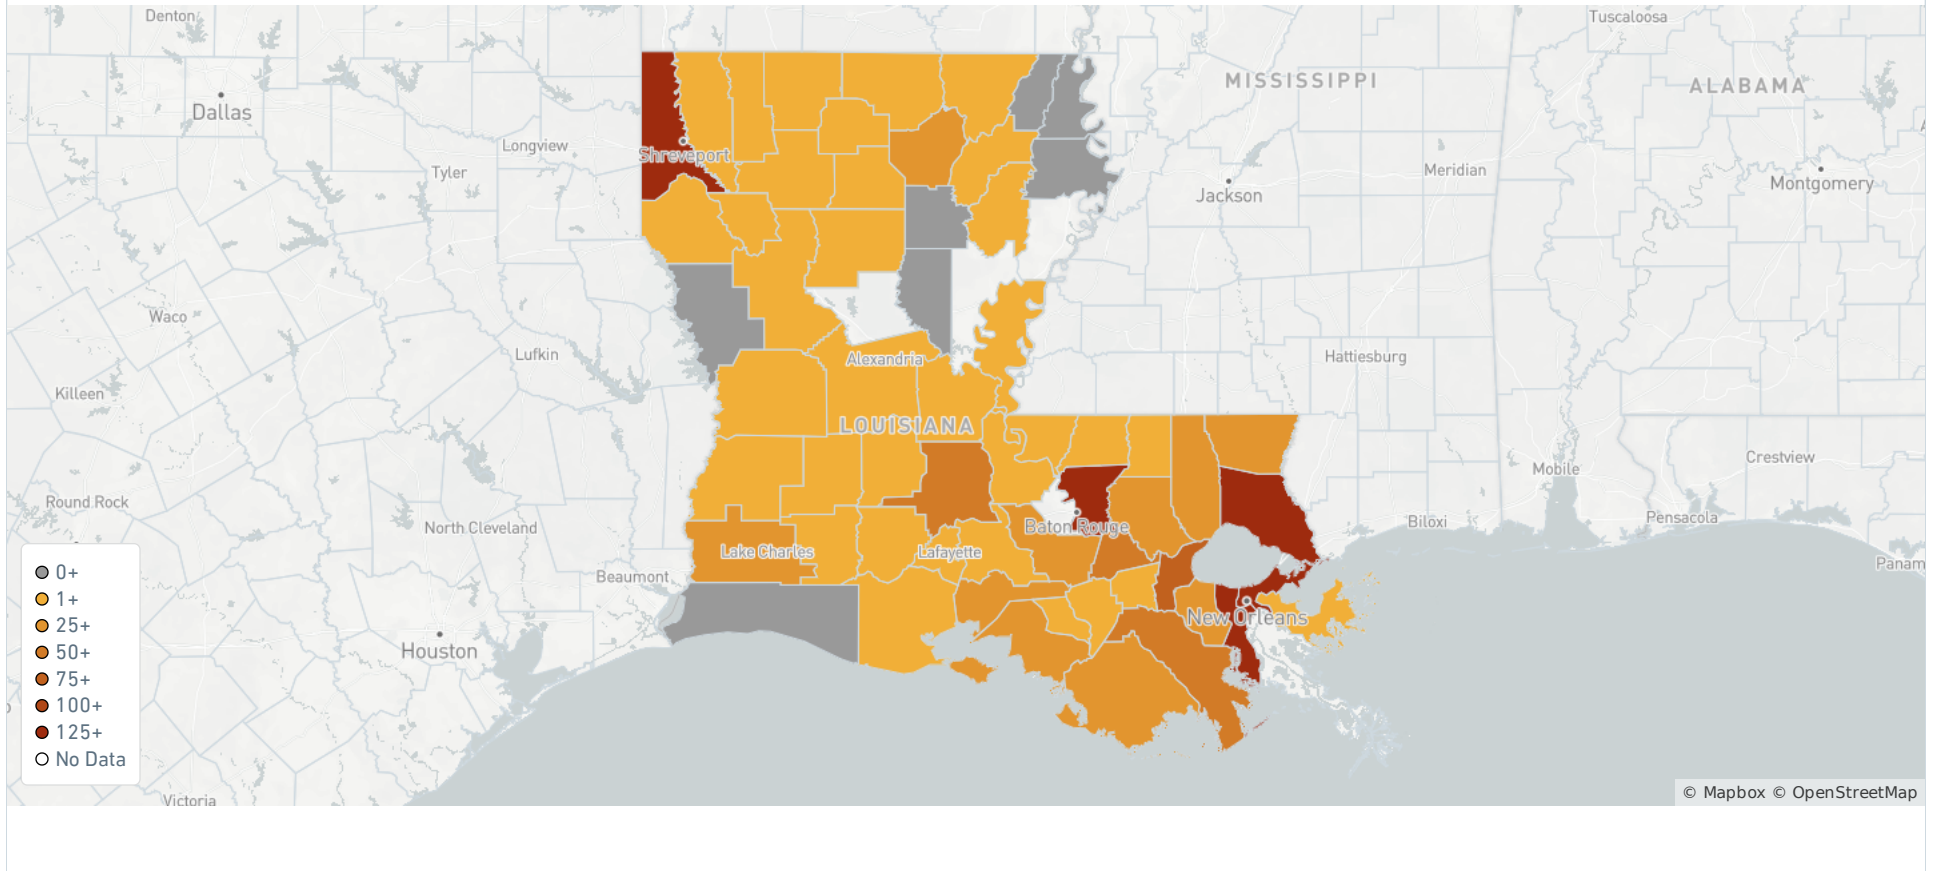 Denton
Tuscaloosa
MISSISSIPPI
ALABAMA
Dallas
Longview
Shreveport
Tyler
Meridian
Jackson
Montgomery
Waco
Lufkin
Alexandria
Hattiesburg
Killeen
LOUISIANA
Crestview
Mobile
Round Rock
North Cleveland
Baton Rouge
Biloxi
Pensacola
Lake Charles
Lafayette
Beaumont
Panam
New Orleans
Houston
0+
1+
25+
50+
75+
100+
125+
No Data
Victoria
© Mapbox © OpenStreetMap